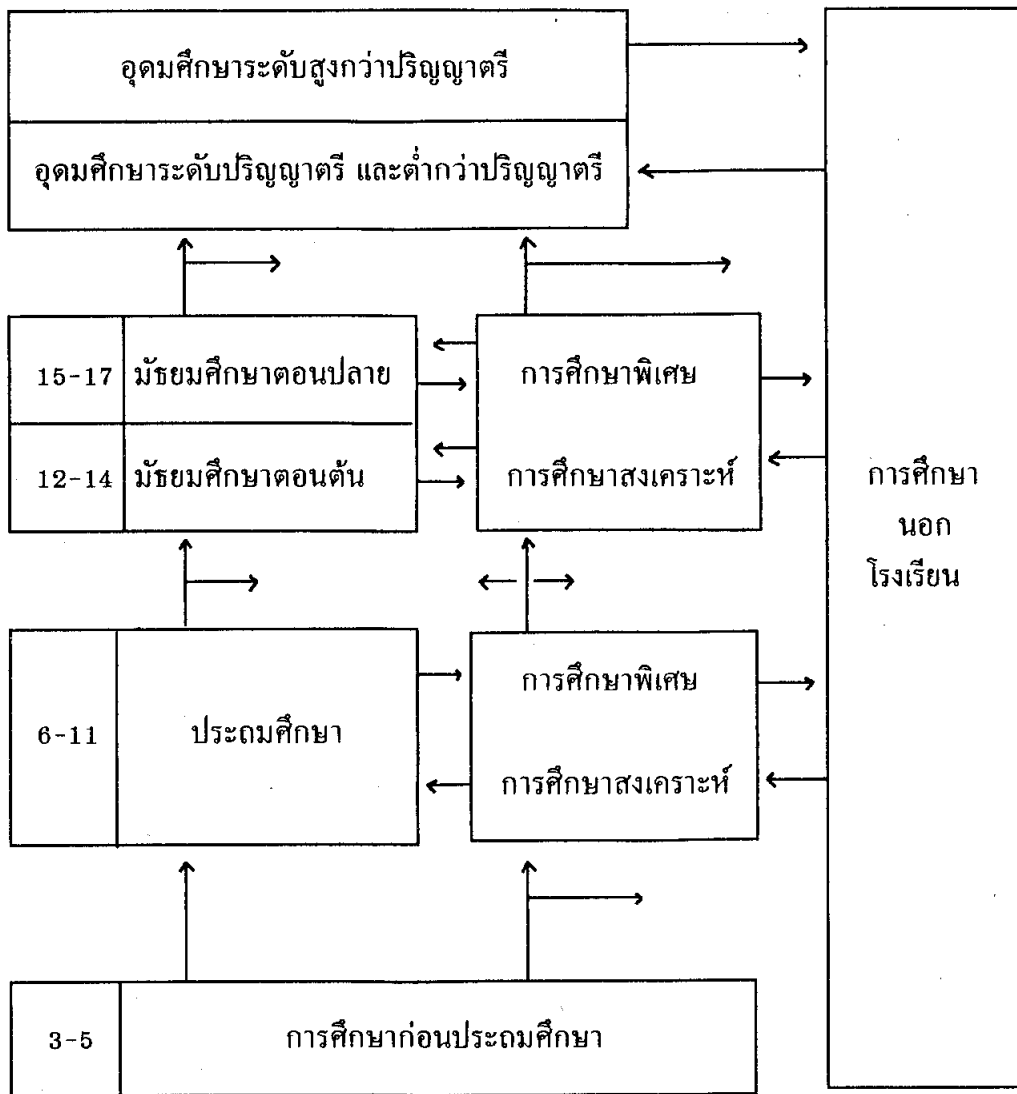 อุดมศึกษาระดับสูงกว่าปริญญาตรี
อุดมศึกษาระดับปริญญาตรี และต่ำกว่าปริญญาตรี
15-17 มัธยมศึกษาตอนปลาย
12-14 มัธยมศึกษาตอนต้น
การศึกษาพิเศษ
การศึกษาสงเคราะห์
6-11 ประถมศึกษา
การศึกษาพิเศษ
การศึกษาสงเคราะห์
3-5 การศึกษาก่อนประถมศึกษา
การศึกษา
นอก
โรงเรียน